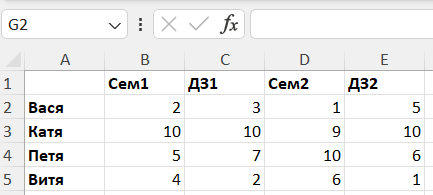 G2 fx
A B C D E
1 Сем1 ДЗ1 Сем2 ДЗ2
2 Вася 2 3 1 5
3 Катя 10 10 9 10
4 Петя 5 7 10 6
5 Витя 4 2 6 1